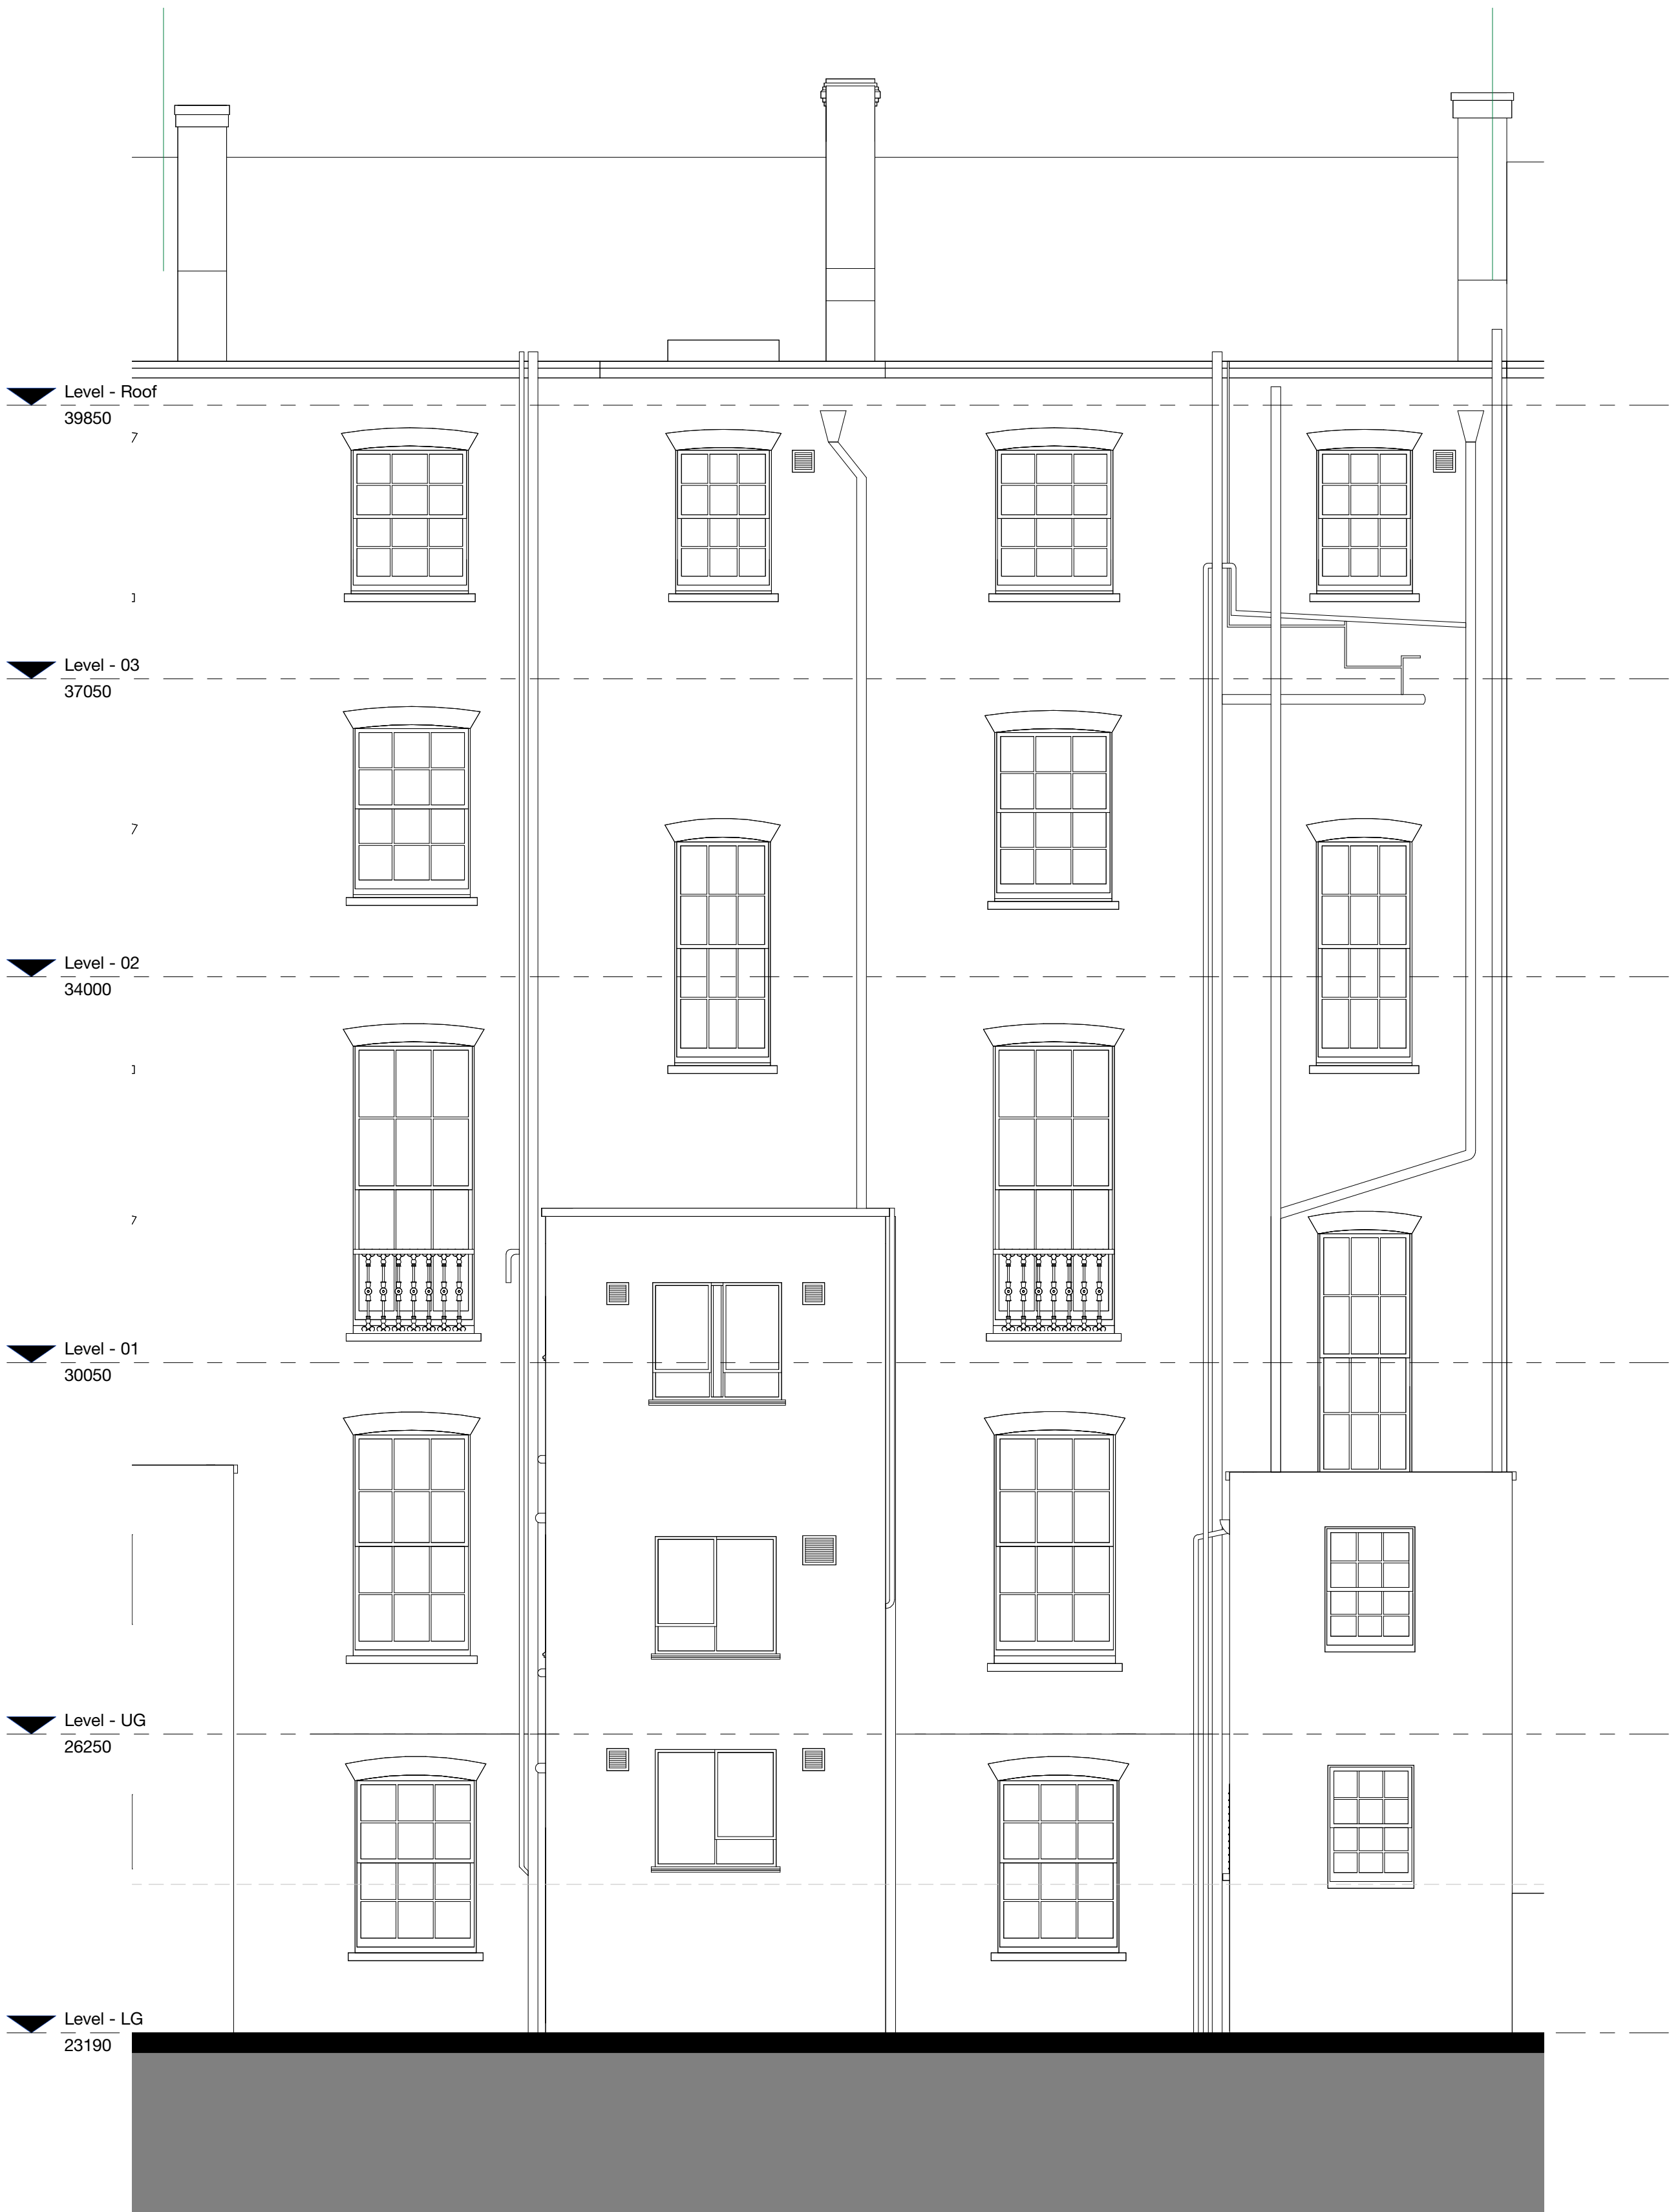 Level - Roof
39850
Level - 03
37050
Level - 02
34000
Level - 01
30050
Level - UG
26250
Level - LG
23190